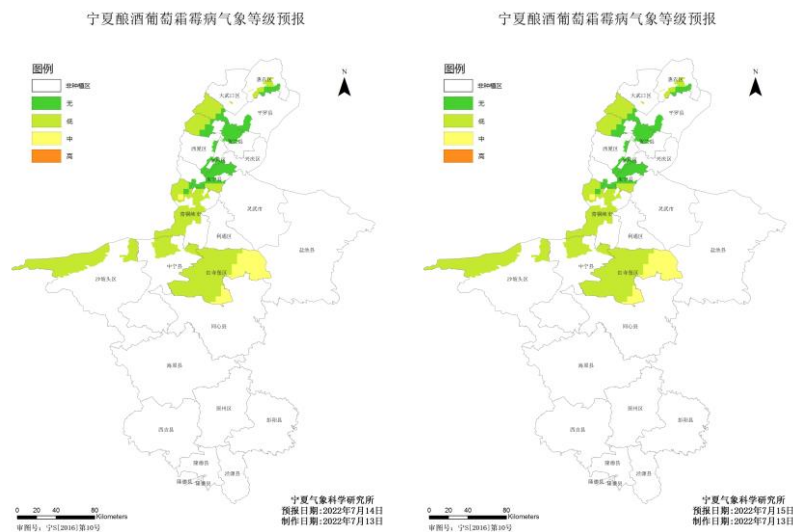 宁夏酿酒葡萄霜霉病气象等级预报
图例
非种植区
无
低
中
高
N
惠农区
大武口区
平罗县
西夏区
兴庆区
灵武市
利通区
盐池县
青铜峡市
中宁县
红寺堡区
沙坡头区
同心县
海原县
原州区
西吉县
彭阳县
隆德县
泾源县
隆德县
0 20 40 80
Kilometers
审图号：宁S[2016]第10号
宁夏气象科学研究所
预报日期:2022年7月14日
制作日期:2022年7月13日
宁夏酿酒葡萄霜霉病气象等级预报
图例
非种植区
无
低
中
高
N
惠农区
大武口区
平罗县
西夏区
兴庆区
灵武市
利通区
盐池县
青铜峡市
中宁县
红寺堡区
沙坡头区
同心县
海原县
原州区
西吉县
彭阳县
隆德县
泾源县
隆德县
0 20 40 80
Kilometers
审图号：宁S[2016]第10号
宁夏气象科学研究所
预报日期:2022年7月15日
制作日期:2022年7月13日